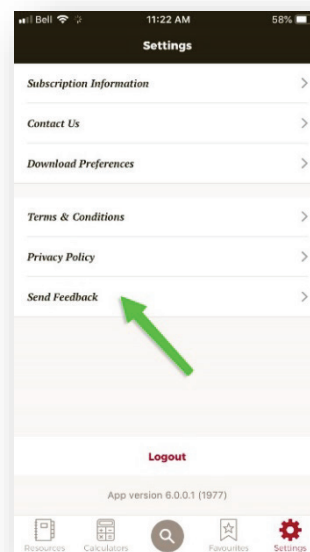 Bell 11:22 AM 58%
Settings
Subscription Information
Contact Us
Download Preferences
Terms & Conditions
Privacy Policy
Send Feedback
Logout
App version 6.0.0.1 (1977)
Resources Calculators Favourites Settings